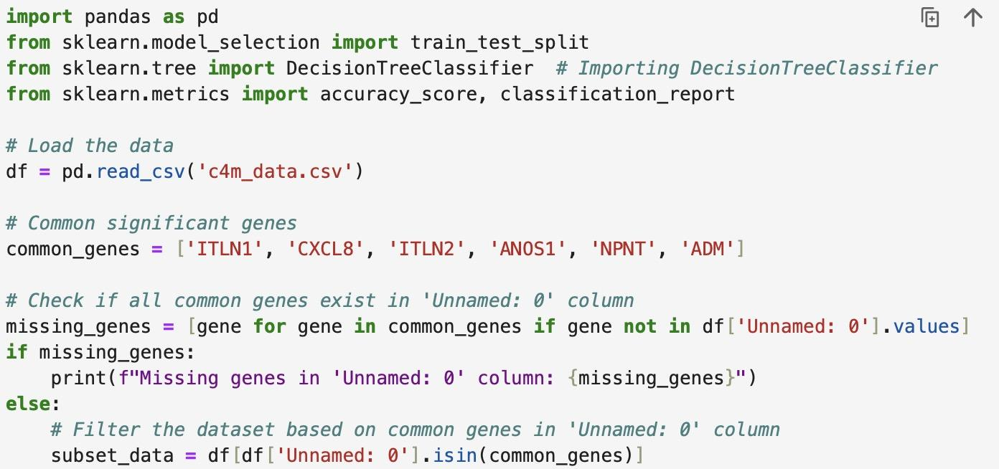 import pandas as pd
from sklearn.model_selection import train_test_split
from sklearn.tree import DecisionTreeClassifier  # Importing DecisionTreeClassifier
from sklearn.metrics import accuracy_score, classification_report

# Load the data
df = pd.read_csv('c4m_data.csv')

# Common significant genes
common_genes = ['ITLN1', 'CXCL8', 'ITLN2', 'ANOS1', 'NPNT', 'ADM']

# Check if all common genes exist in 'Unnamed: 0' column
missing_genes = [gene for gene in common_genes if gene not in df['Unnamed: 0'].values]
if missing_genes:
    print(f"Missing genes in 'Unnamed: 0' column: {missing_genes}")
else:
    # Filter the dataset based on common genes in 'Unnamed: 0' column
    subset_data = df[df['Unnamed: 0'].isin(common_genes)]